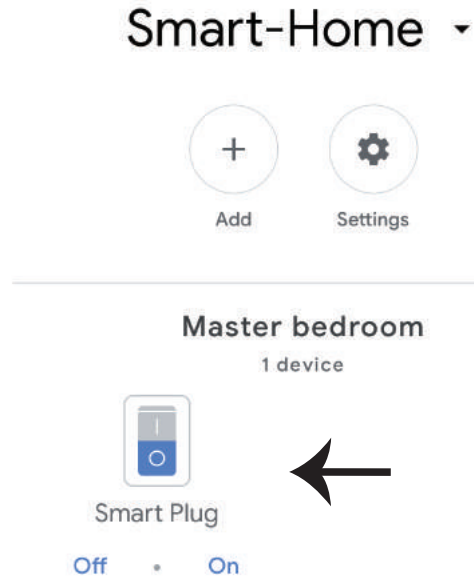 Smart-Home
Add Settings
Master bedroom
1 device
Smart Plug
Off • On